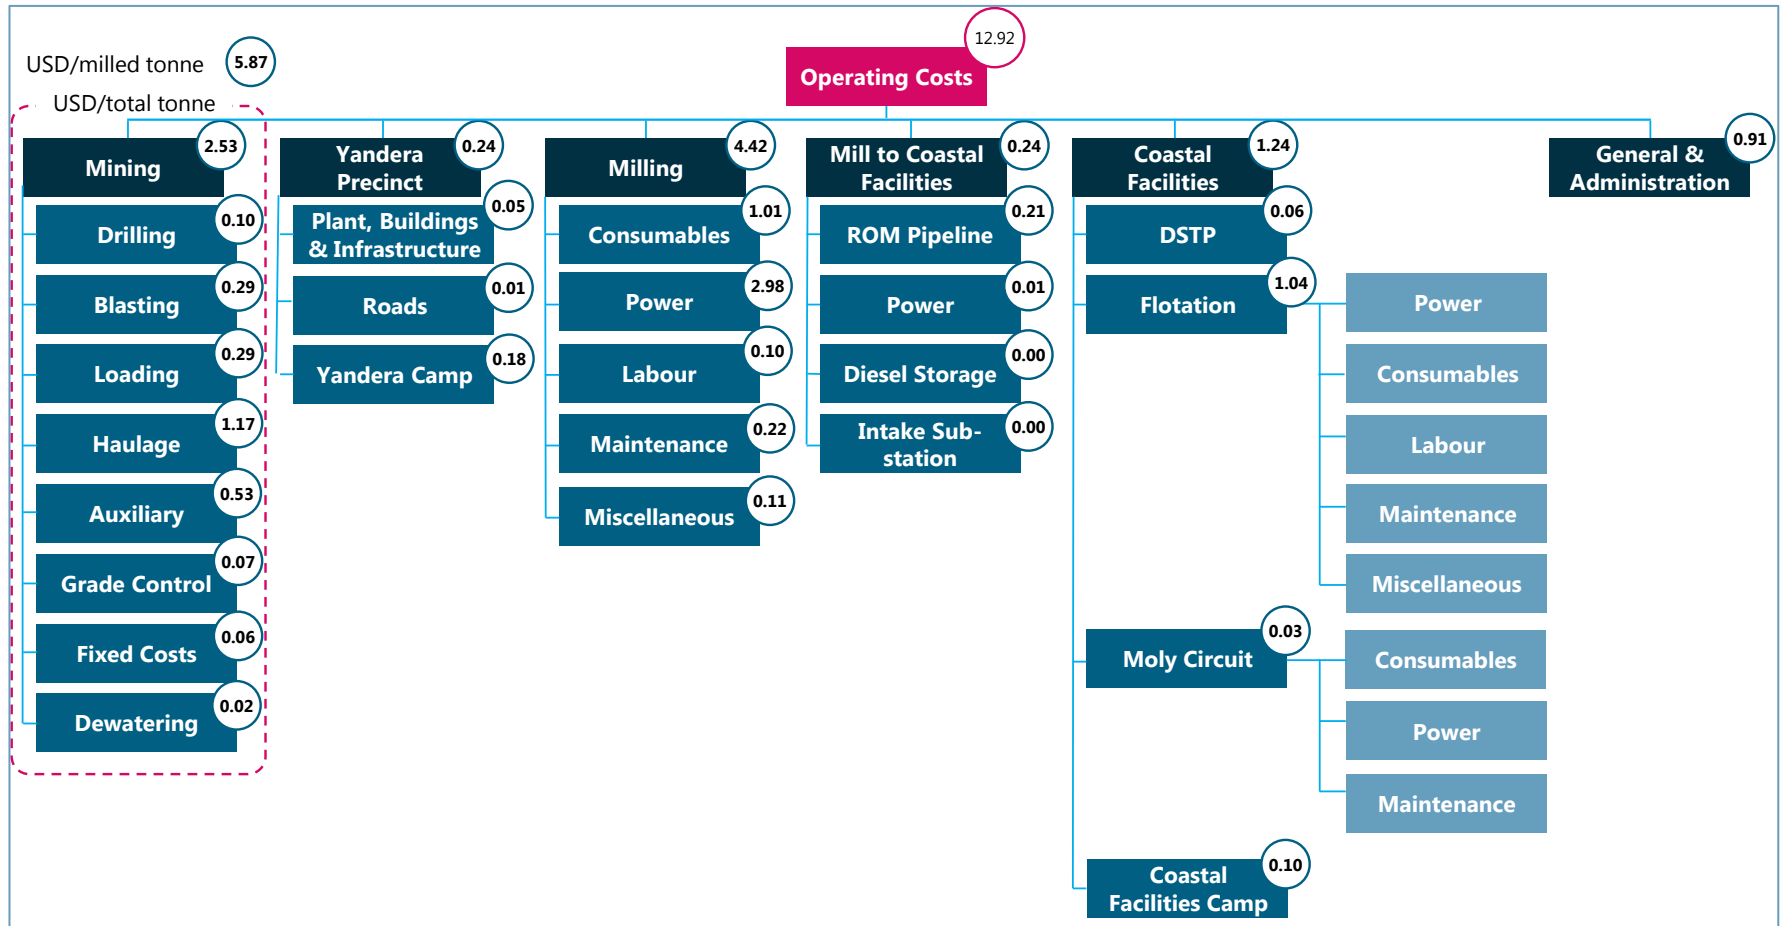 12.92
Operating Costs
USD/milled tonne
5.87
USD/total tonne
Mining
2.53
Drilling
0.10
Blasting
0.29
Loading
0.29
Haulage
1.17
Auxiliary
0.53
Grade Control
0.07
Fixed Costs
0.06
Dewatering
0.02
Yandera
Precinct
0.24
Plant, Buildings
& Infrastructure
0.05
Roads
0.01
Yandera Camp
0.18
Milling
4.42
Consumables
1.01
Power
2.98
Labour
0.10
Maintenance
0.22
Miscellaneous
0.11
Mill to Coastal
Facilities
0.24
ROM Pipeline
0.21
Power
0.01
Diesel Storage
0.00
Intake Sub-
station
0.00
Coastal
Facilities
1.24
DSTP
0.06
Flotation
1.04
Power
Consumables
Labour
Maintenance
Miscellaneous
Moly Circuit
0.03
Consumables
Power
Maintenance
Coastal
Facilities Camp
0.10
General &
Administration
0.91